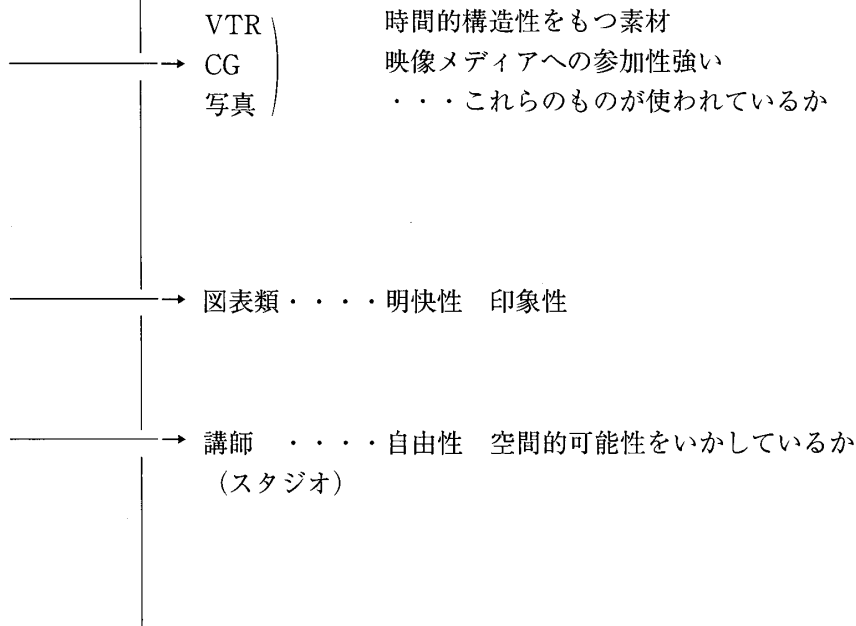 VTR　時間的構造性をもつ素材
→ CG　映像メディアへの参加性強い
写真　・・・これらのものが使われているか
→ 図表類・・・・明快性　印象性
→ 講師　・・・・自由性　空間的可能性をいかしているか
（スタジオ）